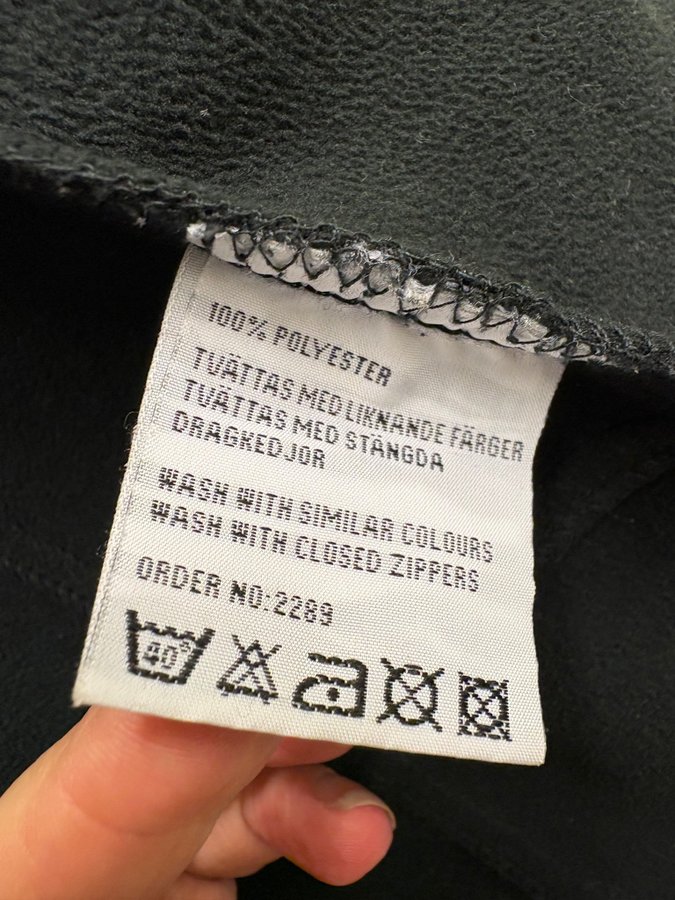 100% POLYESTER
TVÄTTAS MED LIKNANDE FÄRGER
TVÄTTAS MED STÄNGDA
DRAGKEDJOR
WASH WITH SIMILAR COLOURS
WASH WITH CLOSED ZIPPERS
ORDER NO:2289
40°